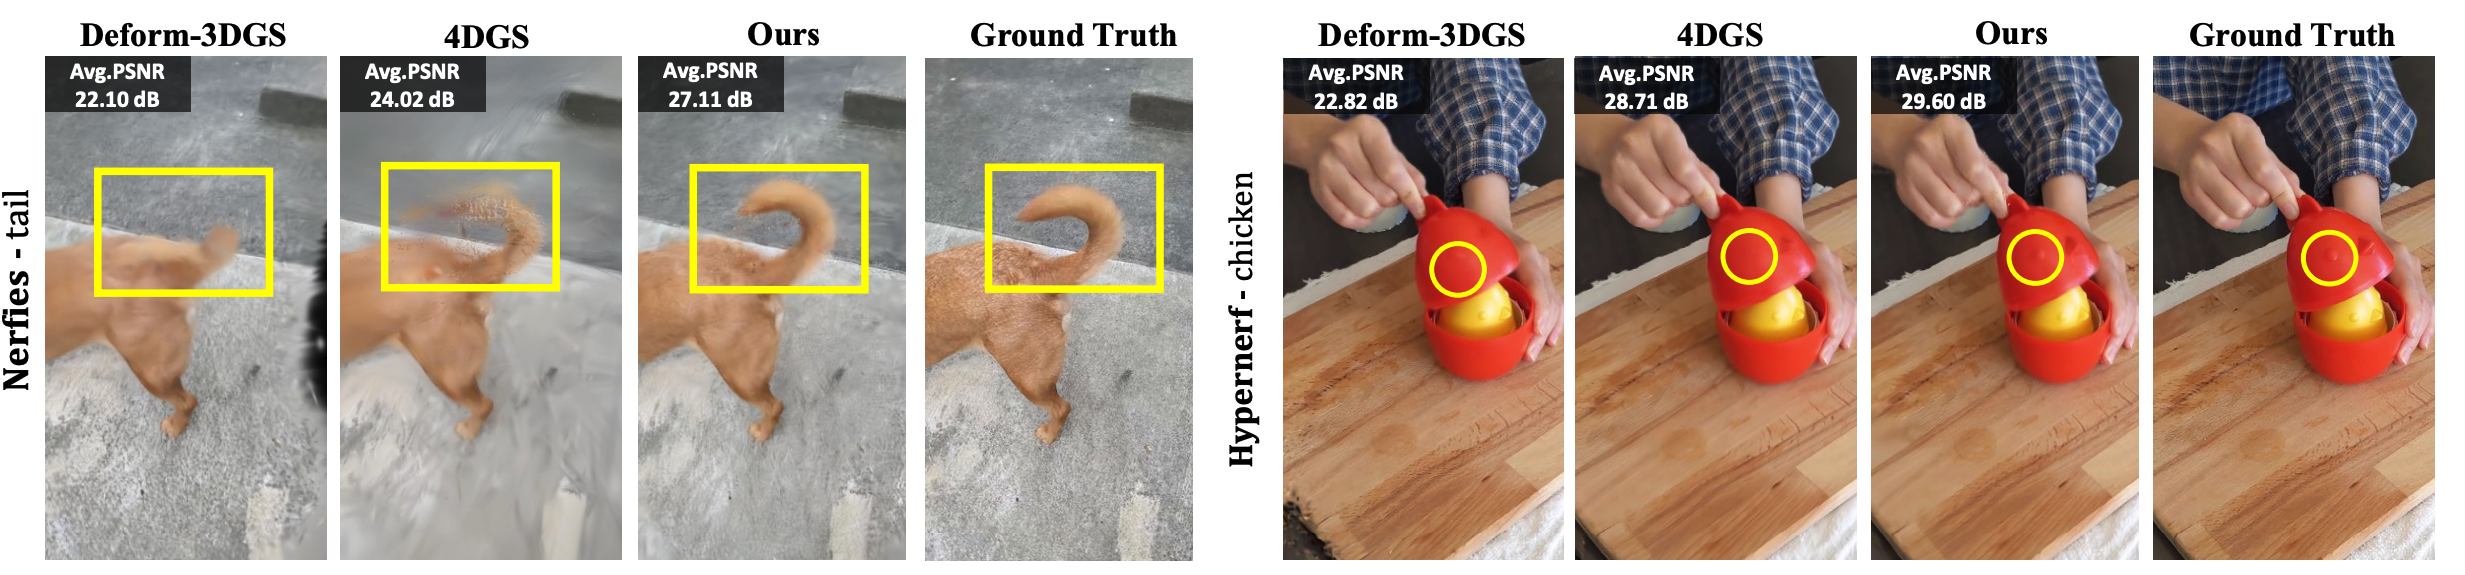 Deform-3DGS
4DGS
Ours
Ground Truth
Deform-3DGS
4DGS
Ours
Ground Truth
Nerfies - tail
Avg.PSNR
22.10 dB
Avg.PSNR
24.02 dB
Avg.PSNR
27.11 dB
Hypernerf - chicken
Avg.PSNR
22.82 dB
Avg.PSNR
28.71 dB
Avg.PSNR
29.60 dB